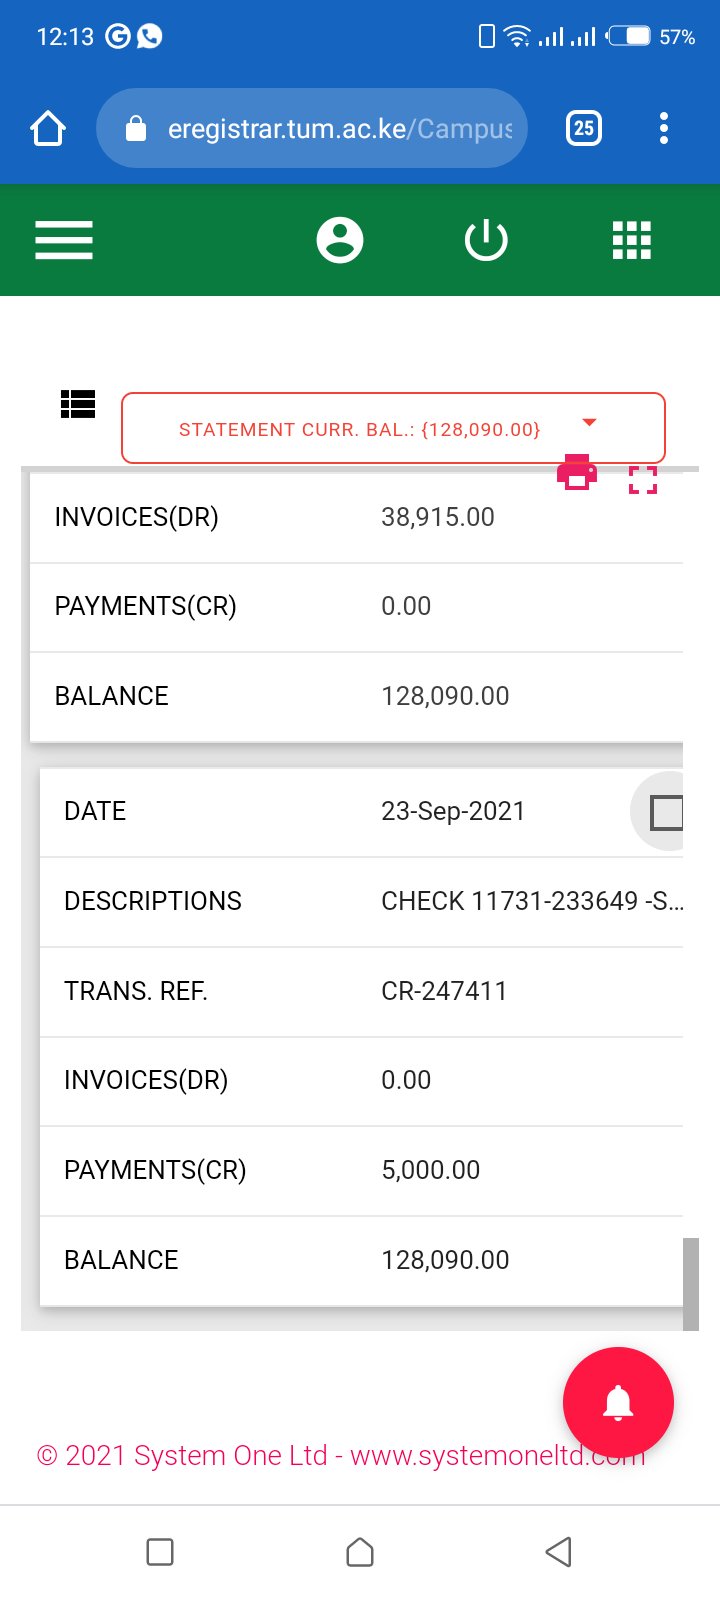 12:13
57%
eregistrar.tum.ac.ke/Campus
25
STATEMENT CURR. BAL.: {128,090.00}
INVOICES(DR) 38,915.00
PAYMENTS(CR) 0.00
BALANCE 128,090.00
DATE 23-Sep-2021
DESCRIPTIONS CHECK 11731-233649 -S...
TRANS. REF. CR-247411
INVOICES(DR) 0.00
PAYMENTS(CR) 5,000.00
BALANCE 128,090.00
© 2021 System One Ltd - www.systemoneltd.com